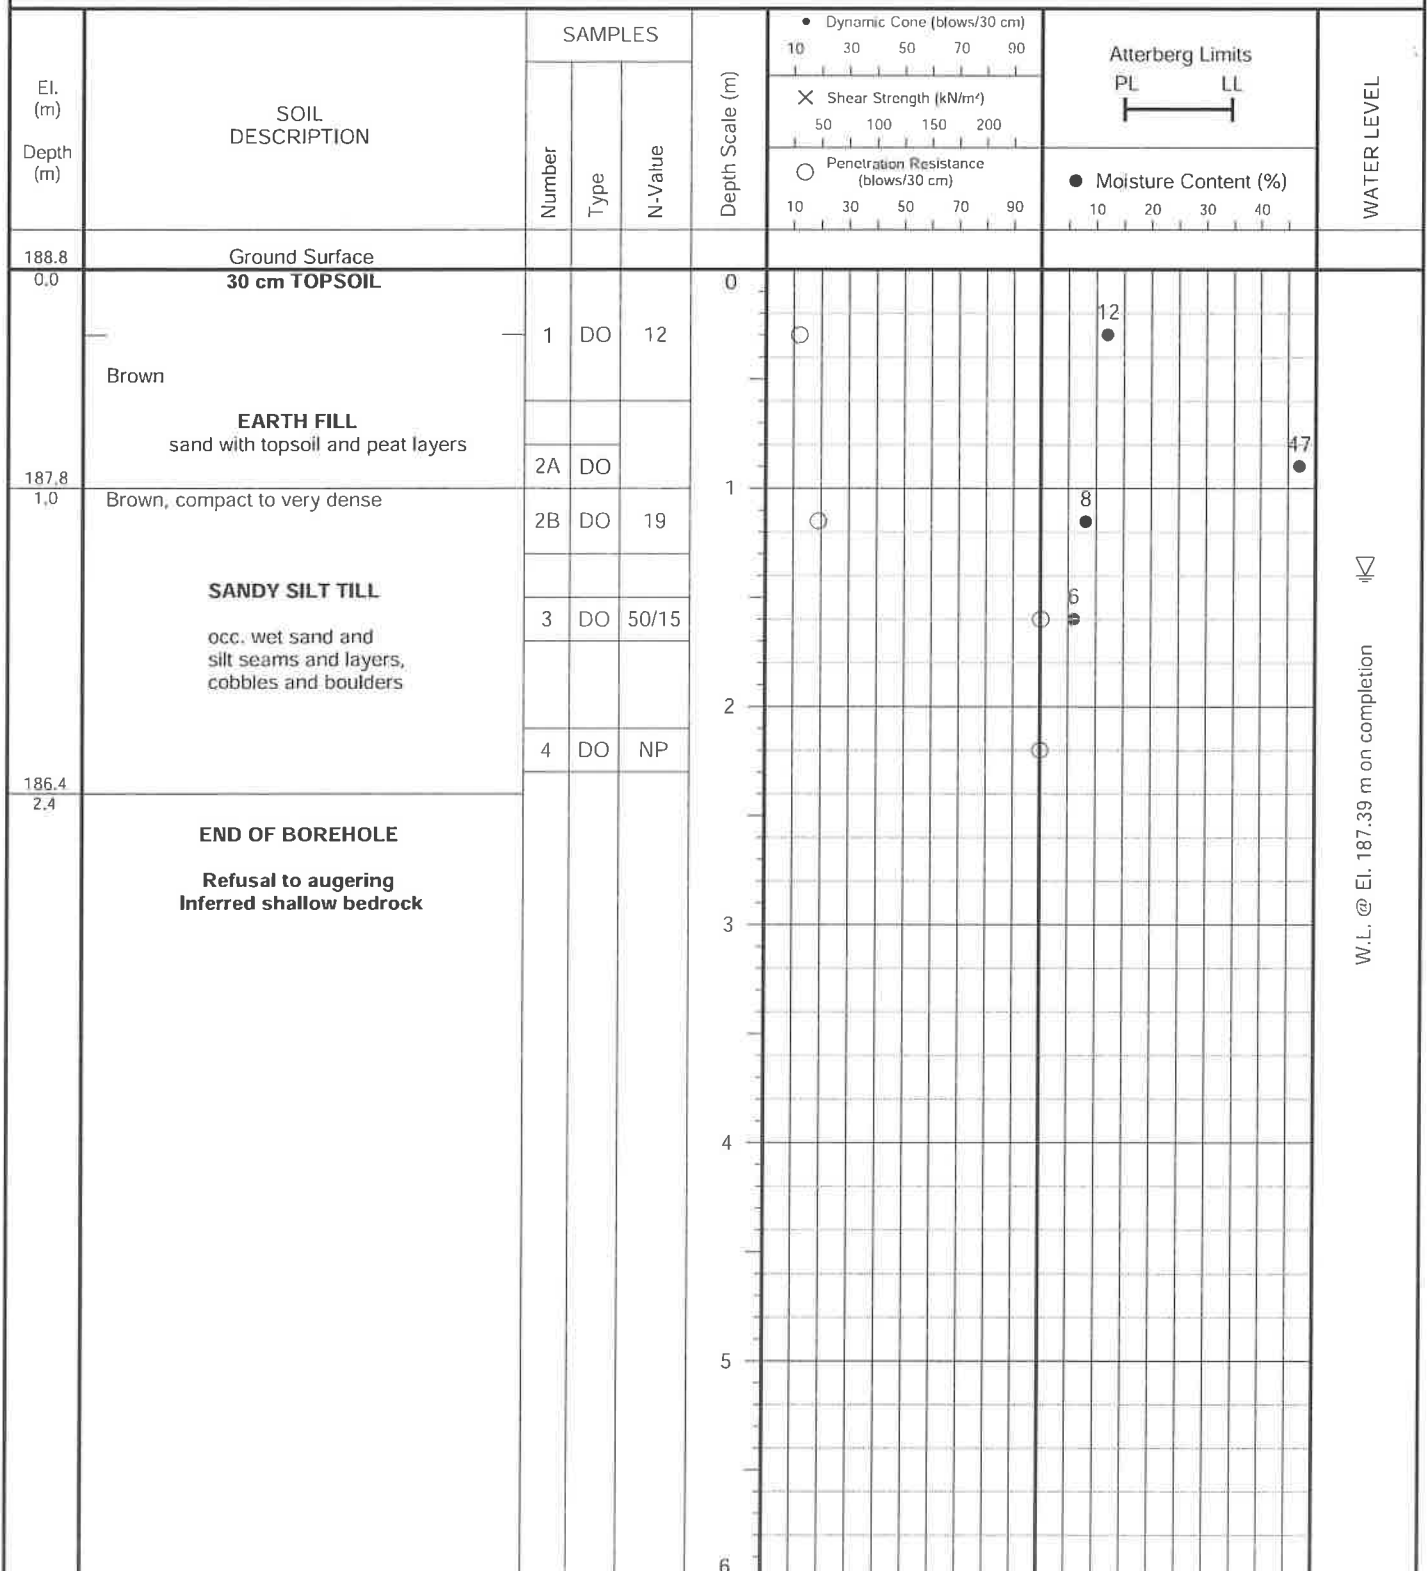 El.
(m)
Depth
(m)
SOIL
DESCRIPTION
SAMPLES
Number
Type
N-Value
Depth Scale (m)
Dynamic Cone (blows/30 cm)
10 30 50 70 90
Shear Strength (kN/m²)
50 100 150 200
Penetration Resistance
(blows/30 cm)
10 30 50 70 90
Atterberg Limits
PL LL
Moisture Content (%)
10 20 30 40
WATER LEVEL
188.8
Ground Surface
0.0
30 cm TOPSOIL
0
1 DO 12
12
Brown
EARTH FILL
sand with topsoil and peat layers
2A DO
47
187.8
1.0
Brown, compact to very dense
1
2B DO 19
8
SANDY SILT TILL
3 DO 50/15
6
occ. wet sand and
silt seams and layers,
cobbles and boulders
2
4 DO NP
186.4
2.4
END OF BOREHOLE
Refusal to augering
Inferred shallow bedrock
3
4
5
6
W.L. @ El. 187.39 m on completion